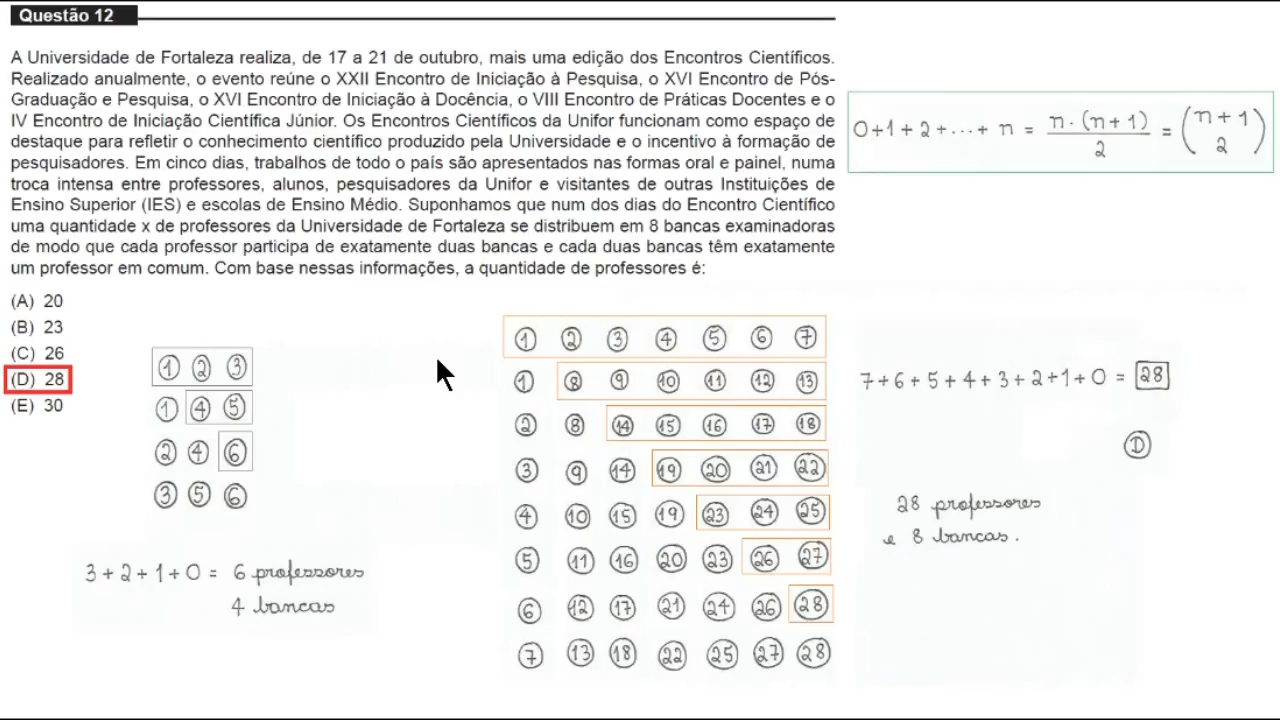 Questão 12
A Universidade de Fortaleza realiza, de 17 a 21 de outubro, mais uma edição dos Encontros Científicos.
Realizado anualmente, o evento reúne o XXII Encontro de Iniciação à Pesquisa, o XVI Encontro de Pós-
Graduação e Pesquisa, o XVI Encontro de Iniciação à Docência, o VIII Encontro de Práticas Docentes e o
IV Encontro de Iniciação Científica Júnior. Os Encontros Científicos da Unifor funcionam como espaço de
destaque para refletir o conhecimento científico produzido pela Universidade e o incentivo à formação de
pesquisadores. Em cinco dias, trabalhos de todo o país são apresentados nas formas oral e painel, numa
troca intensa entre professores, alunos, pesquisadores da Unifor e visitantes de outras Instituições de
Ensino Superior (IES) e escolas de Ensino Médio. Suponhamos que num dos dias do Encontro Científico
uma quantidade x de professores da Universidade de Fortaleza se distribuem em 8 bancas examinadoras
de modo que cada professor participa de exatamente duas bancas e cada duas bancas têm exatamente
um professor em comum. Com base nessas informações, a quantidade de professores é:
(A) 20
(B) 23
(C) 26
(D) 28
(E) 30
0+1+2+...+ n = n.(n+1)/2 = (n+1 2)
1 2 3
1 4 5
2 4 6
3 5 6
3+2+1+0 = 6 professores
4 bancas
1 2 3 4 5 6 7
1 8 9 10 11 12 13
2 8 14 15 16 17 18
3 9 14 19 20 21 22
4 10 15 19 23 24 25
5 11 16 20 23 26 27
6 12 17 21 24 26 28
7 13 18 22 25 27 28
7+6+5+4+3+2+1+0 = 28
D
28 professores
e 8 bancas.